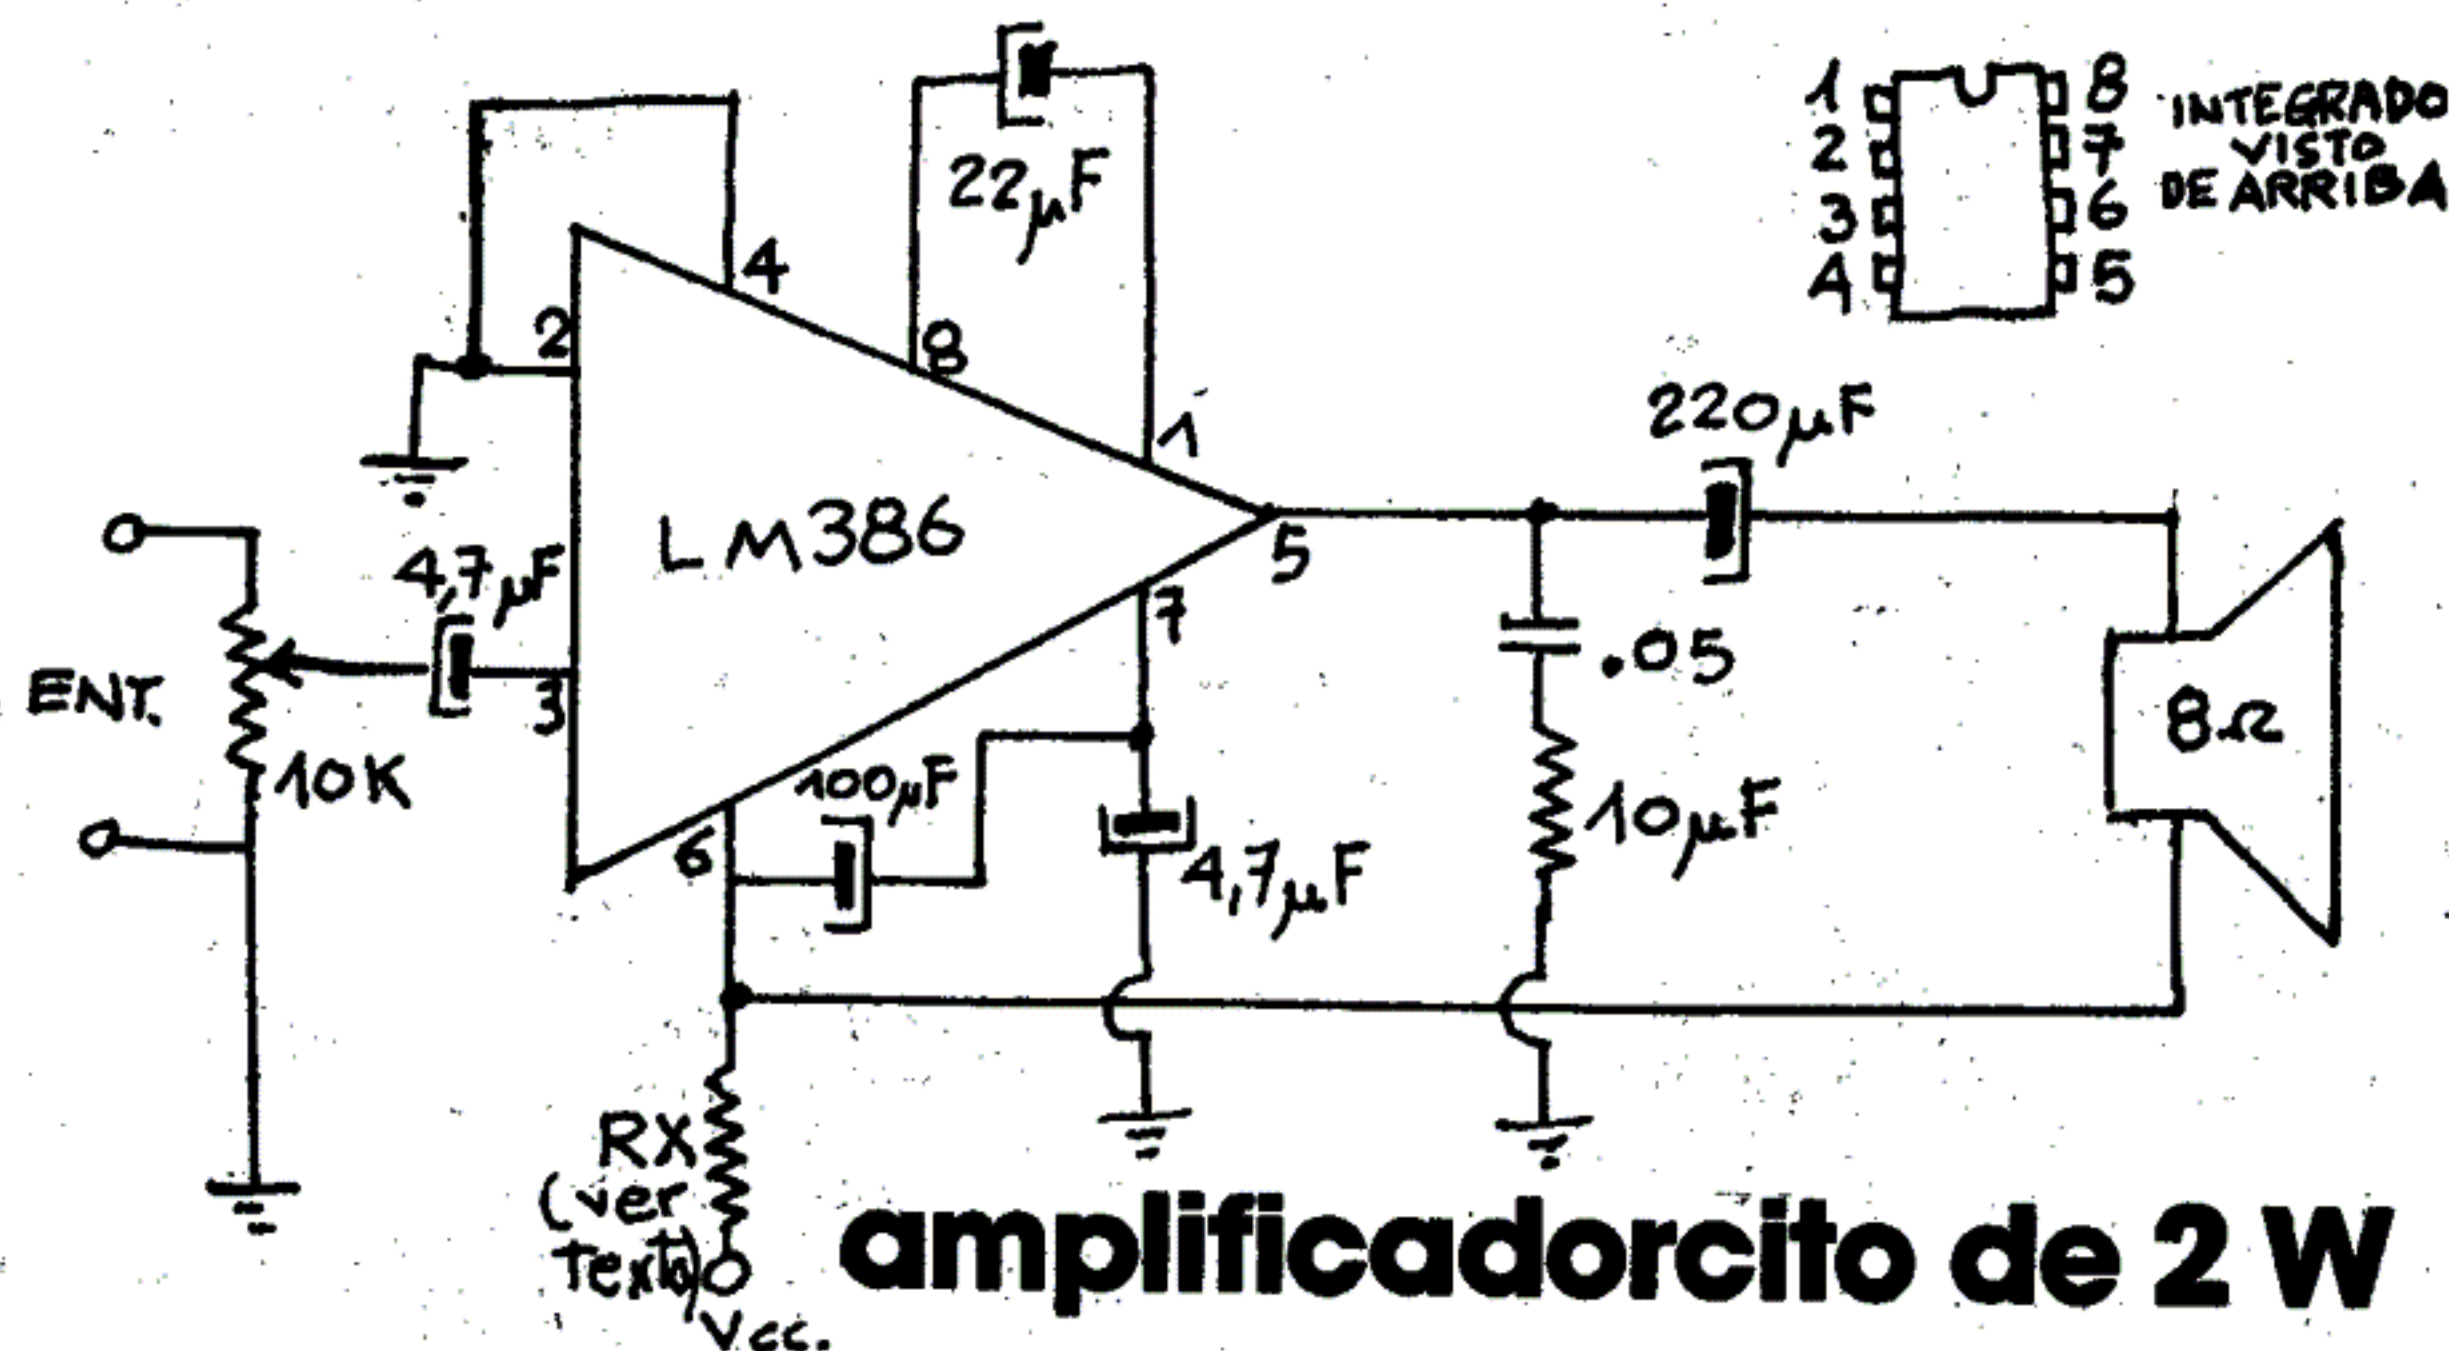 22µF
1 8
2 7
3 6
4 5
INTEGRADO
VISTO
DE ARRIBA
4
2
8
1
220µF
LM386
5
4,7µF
3
ENT.
10K
7
.05
8Ω
100µF
6
10µF
4,7µF
RX
(ver
Texto)
Vcc.
amplificadorcito de 2 W